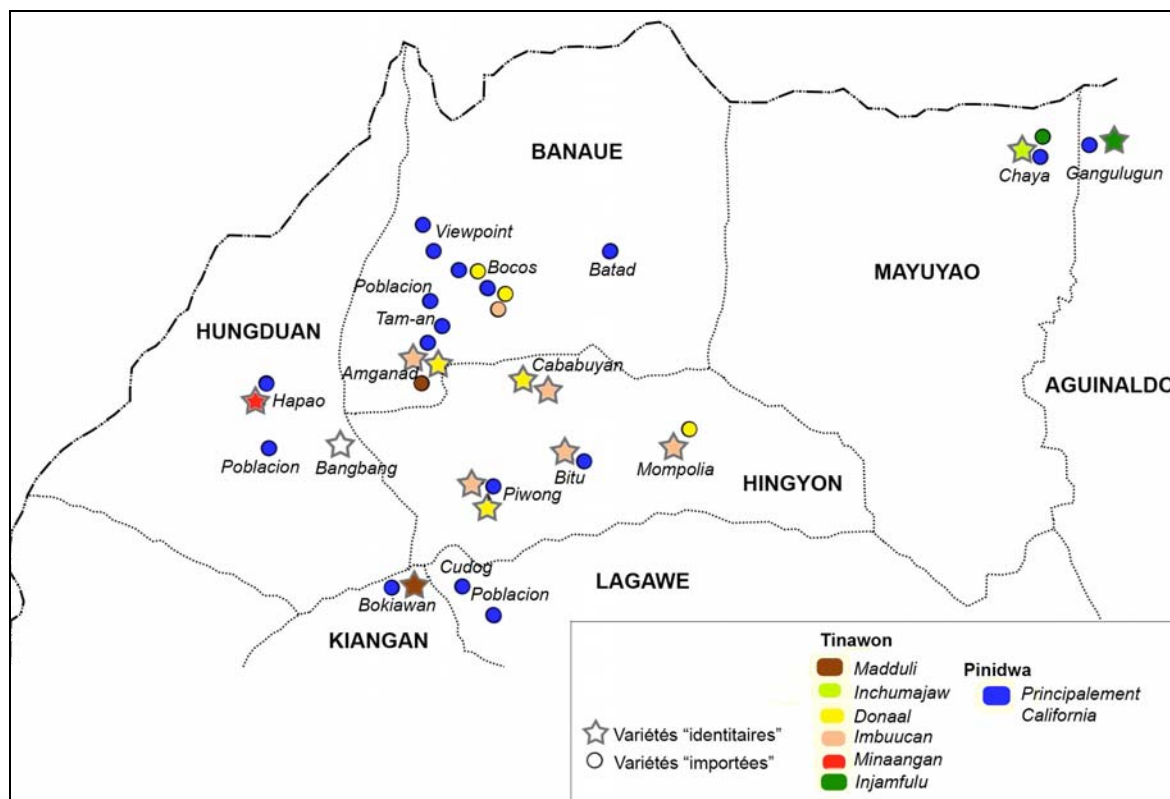 BANAUE
Chaya
Gangulugun
Viewpoint
Bocos
Batad
MAYUYAO
Poblacion
Tam-an
HUNGDUAN
Amganad
Cababuyan
AGUINALDO
Hapao
Poblacion
Bangbang
Bitu
Mompolia
HINGYON
Piwong
Cudog
LAGAWE
Poblacion
Bokiawan
KIANGAN
Tinawon
Madduli
Inchumajaw
Donaal
Imbuucan
Minaangan
Injamfulu
Pinidwa
Principalement
California
Variétés “identitaires”
Variétés “importées”